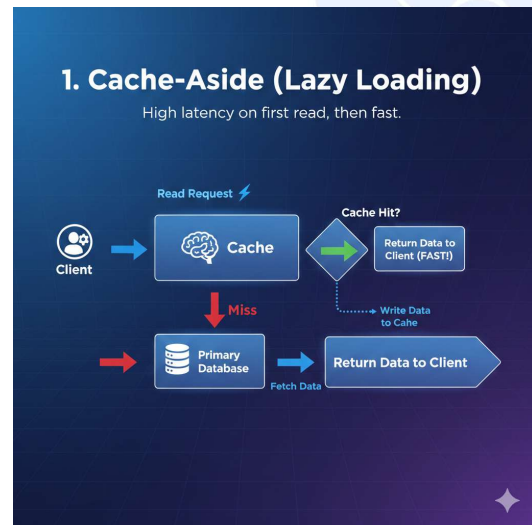 1. Cache-Aside (Lazy Loading)
High latency on first read, then fast.
Read Request
Cache Hit?
Client
Cache
Return Data to
Client (FAST!)
Miss
Write Data
to Cahe
Primary
Database
Fetch Data
Return Data to Client